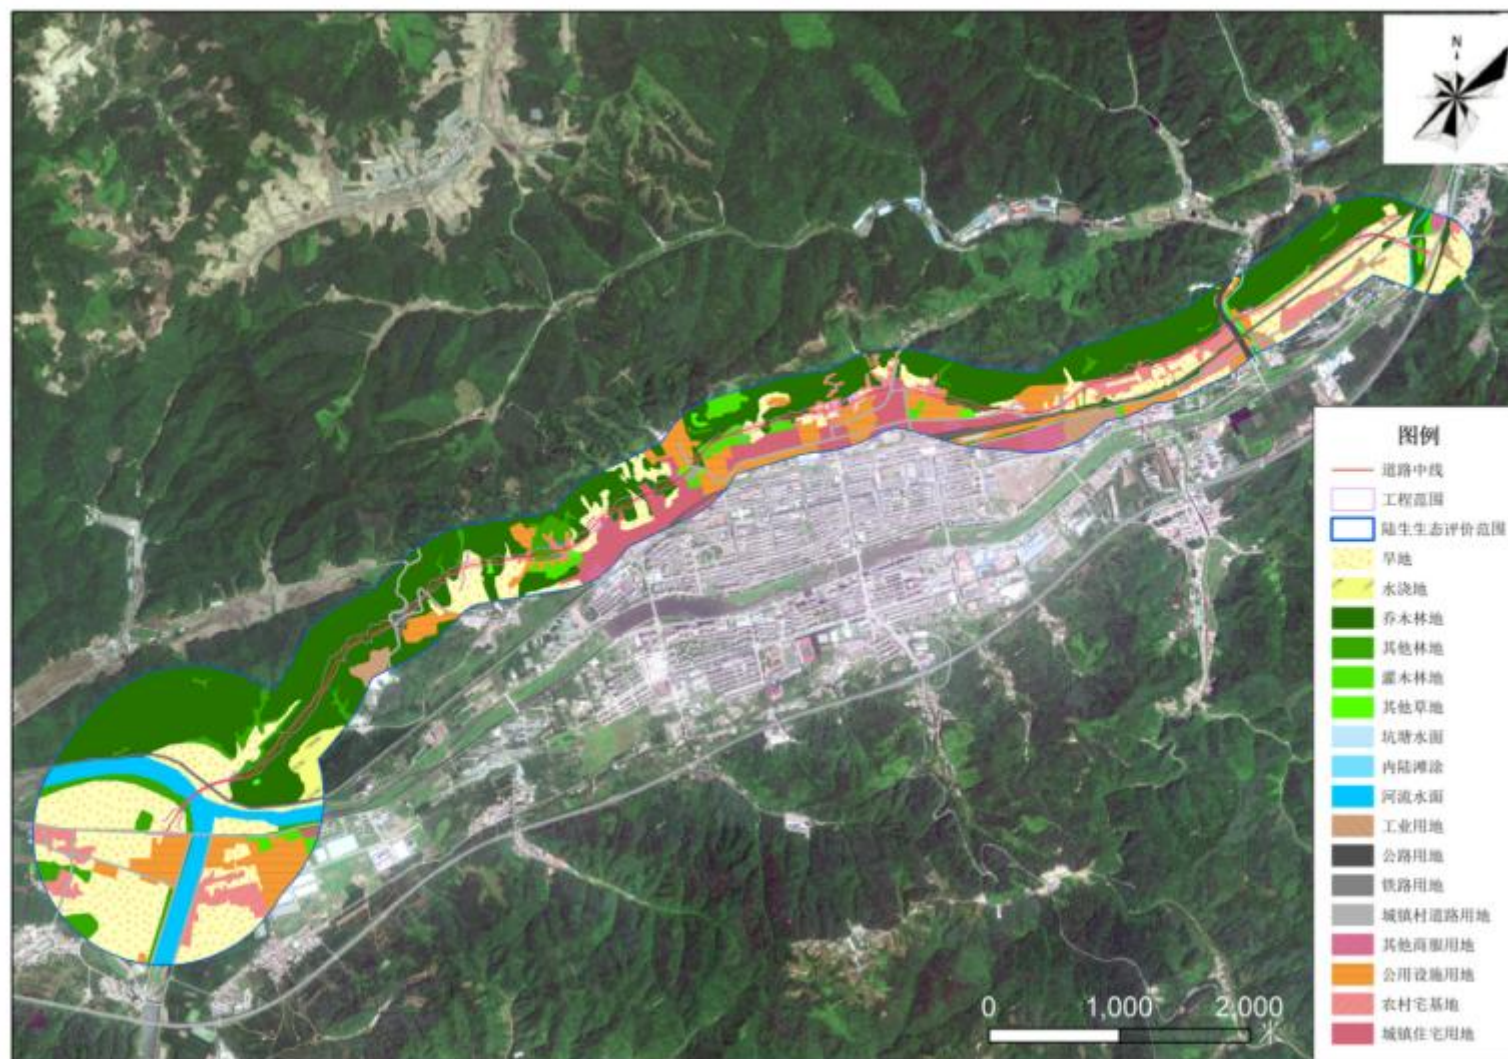 N
图例
道路中线
工程范围
陆生生态评价范围
旱地
水浇地
乔木林地
其他林地
灌木林地
其他草地
坑塘水面
内陆滩涂
河流水面
工业用地
公路用地
铁路用地
城镇村道路用地
其他商服用地
公用设施用地
农村宅基地
城镇住宅用地
0 1,000 2,000